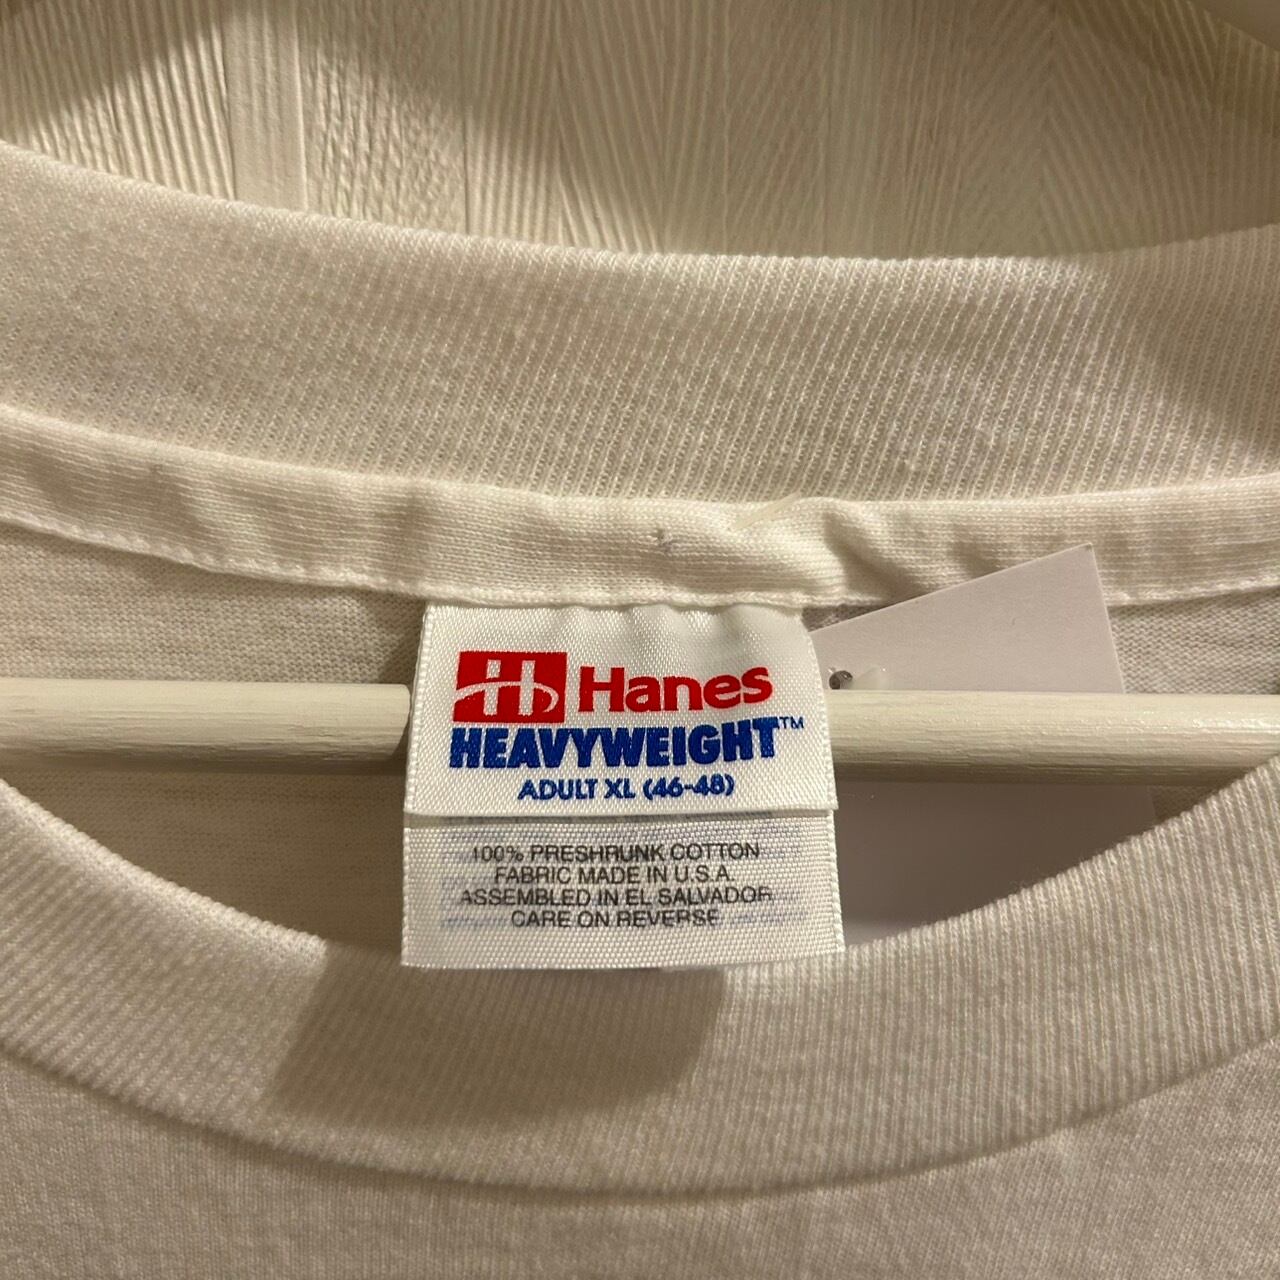 H Hanes
HEAVYWEIGHT™
ADULT XL (46-48)
100% PRESHRUNK COTTON
FABRIC MADE IN U.S.A.
ASSEMBLED IN EL SALVADOR
CARE ON REVERSE